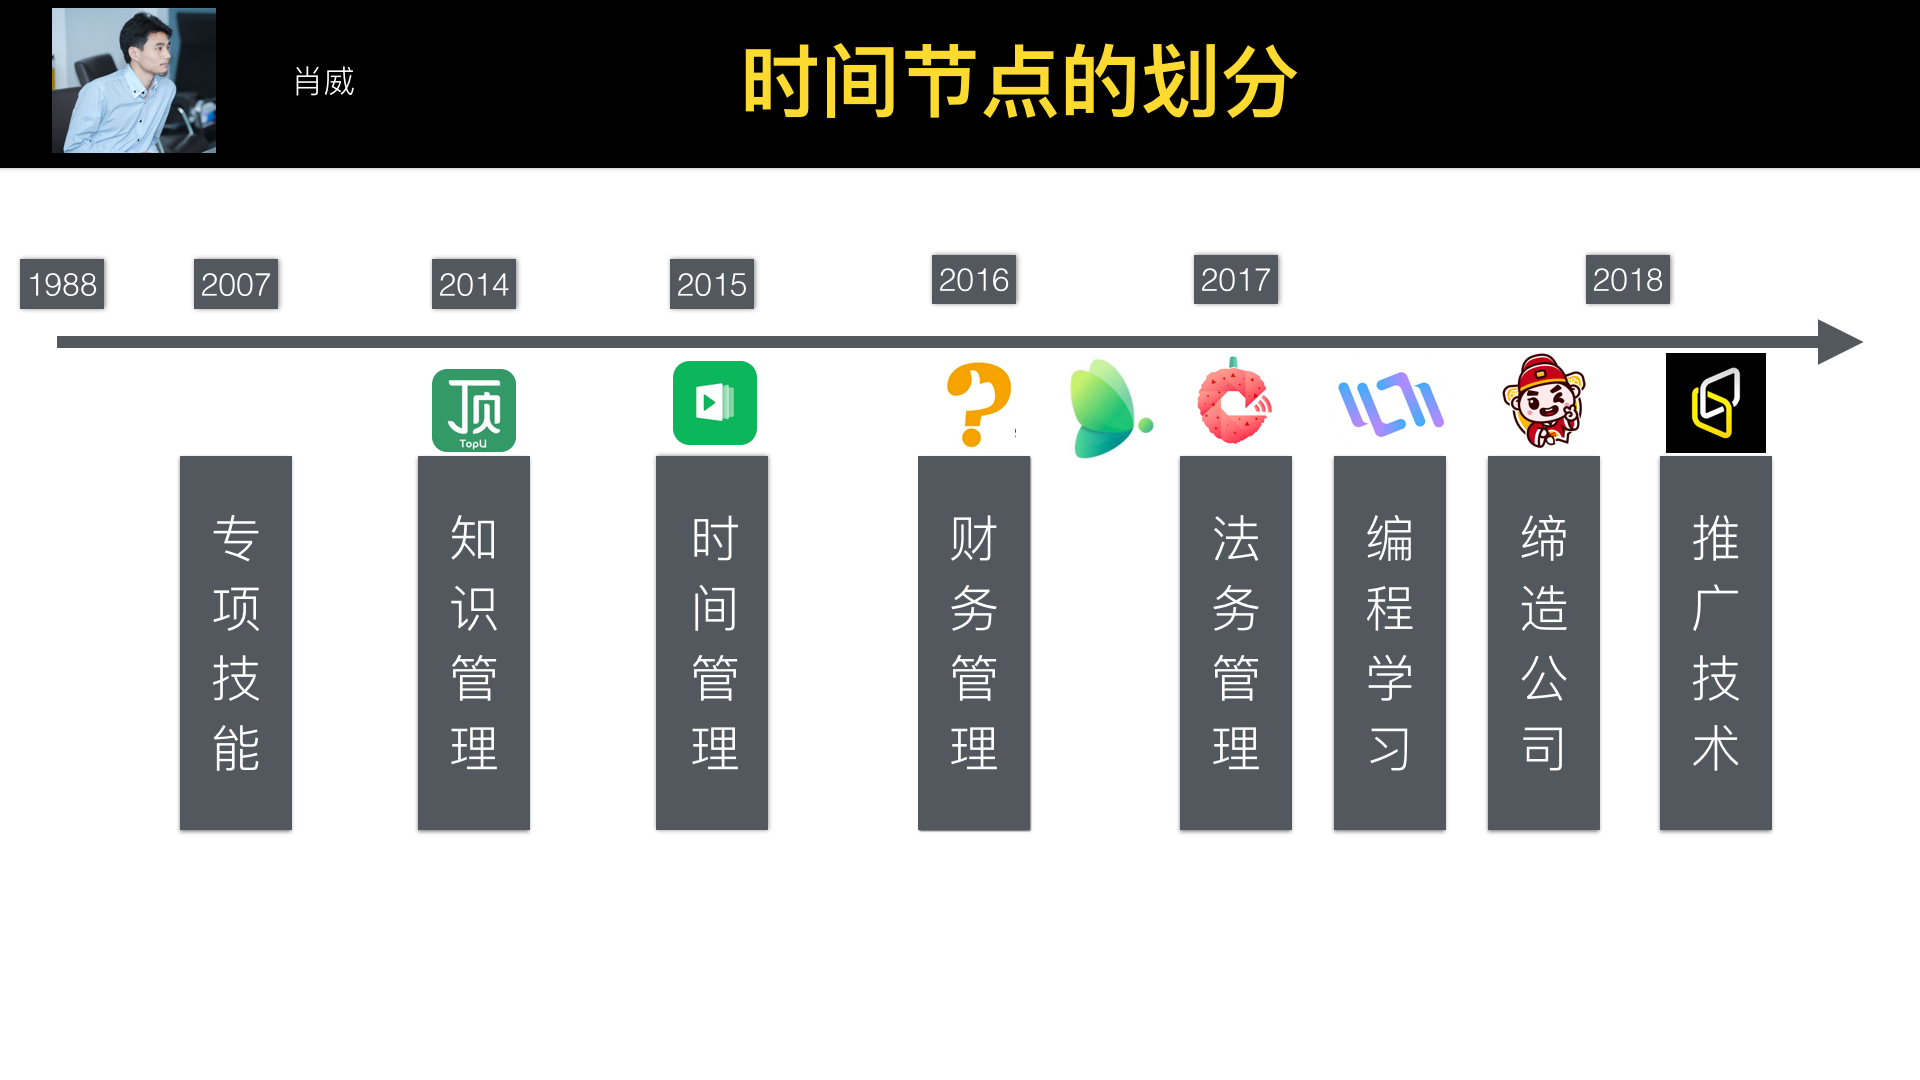 肖威
时间节点的划分
1988
2007
2014
2015
2016
2017
2018
顶
TopU
专项技能
知识管理
时间管理
财务管理
法务管理
编程学习
缔造公司
推广技术